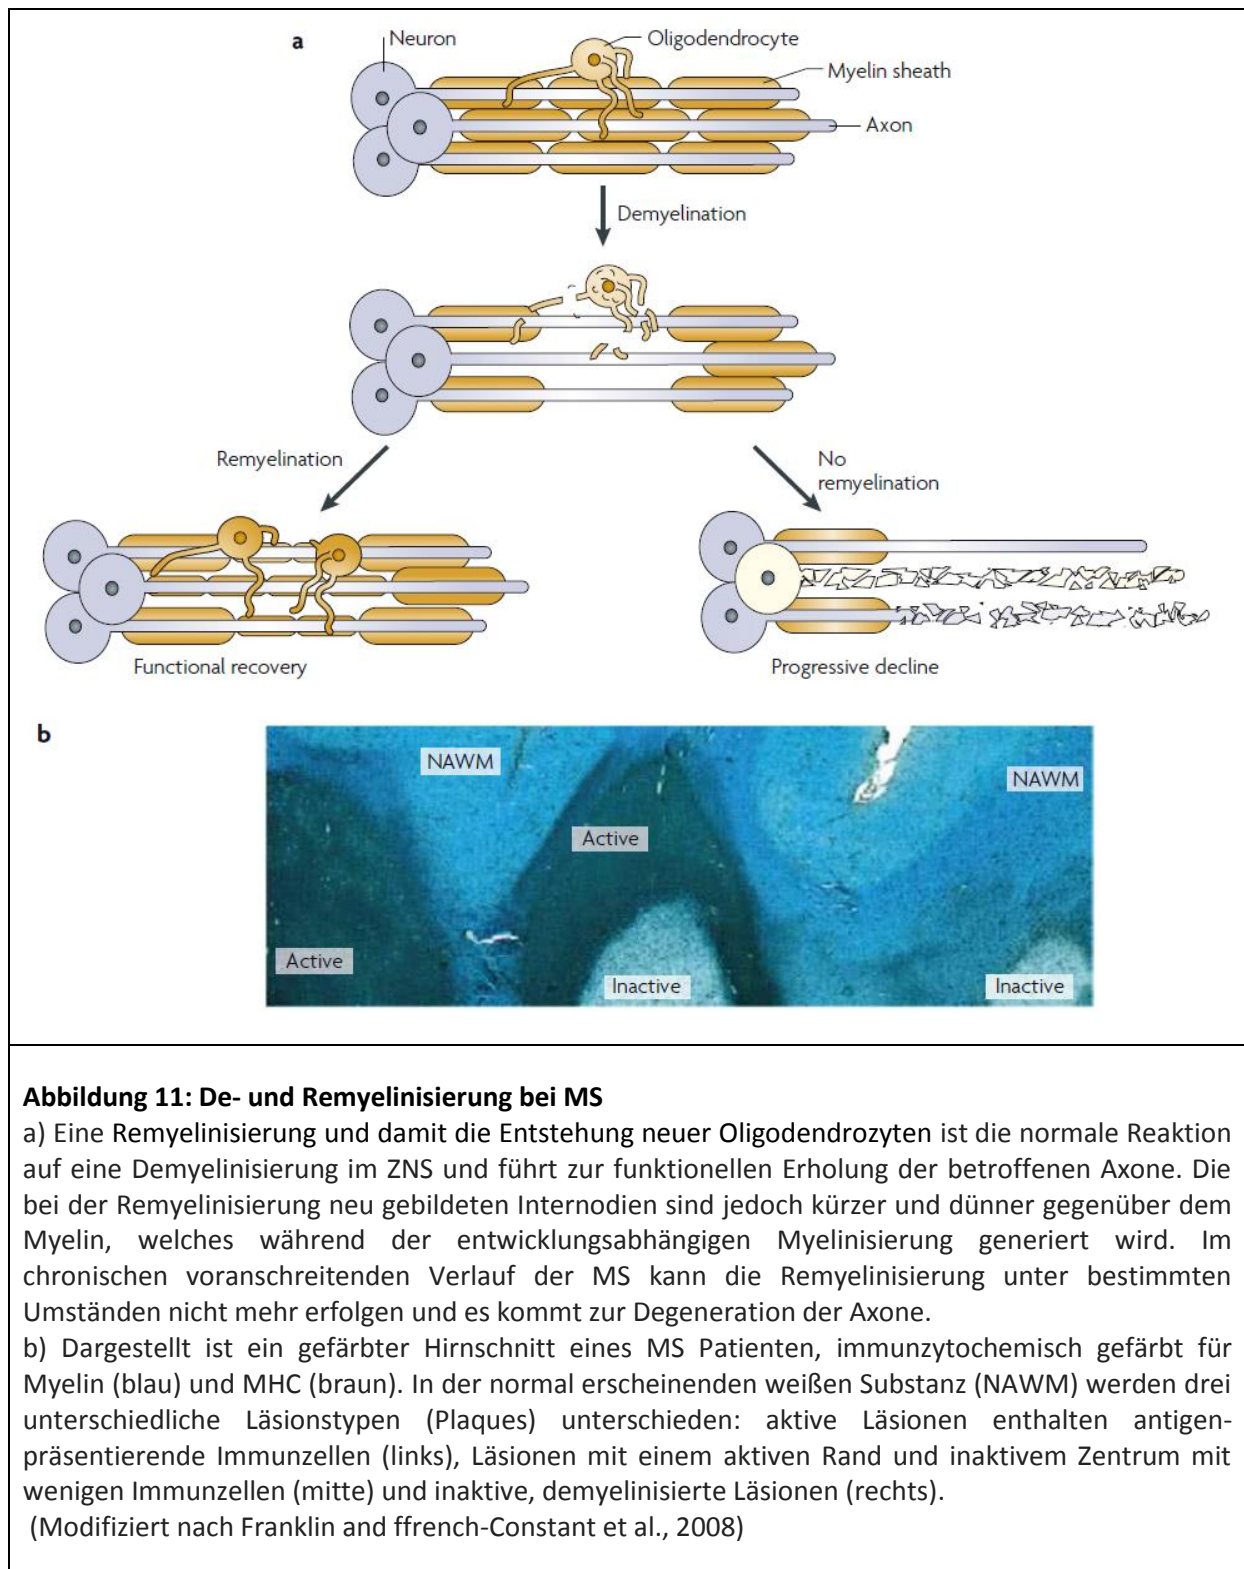 a
Neuron
Oligodendrocyte
Myelin sheath
Axon
Demyelination
Remyelination
No
remyelination
Functional recovery
Progressive decline
b
NAWM
NAWM
Active
Active
Inactive
Inactive
Abbildung 11: De- und Remyelinisierung bei MS
a) Eine Remyelinisierung und damit die Entstehung neuer Oligodendrozyten ist die normale Reaktion
auf eine Demyelinisierung im ZNS und führt zur funktionellen Erholung der betroffenen Axone. Die
bei der Remyelinisierung neu gebildeten Internodien sind jedoch kürzer und dünner gegenüber dem
Myelin, welches während der entwicklungsabhängigen Myelinisierung generiert wird. Im
chronischen voranschreitenden Verlauf der MS kann die Remyelinisierung unter bestimmten
Umständen nicht mehr erfolgen und es kommt zur Degeneration der Axone.
b) Dargestellt ist ein gefärbter Hirnschnitt eines MS Patienten, immunzytochemisch gefärbt für
Myelin (blau) und MHC (braun). In der normal erscheinenden weißen Substanz (NAWM) werden drei
unterschiedliche Läsionstypen (Plaques) unterschieden: aktive Läsionen enthalten antigen-
präsentierende Immunzellen (links), Läsionen mit einem aktiven Rand und inaktivem Zentrum mit
wenigen Immunzellen (mitte) und inaktive, demyelinisierte Läsionen (rechts).
(Modifiziert nach Franklin and ffrench-Constant et al., 2008)